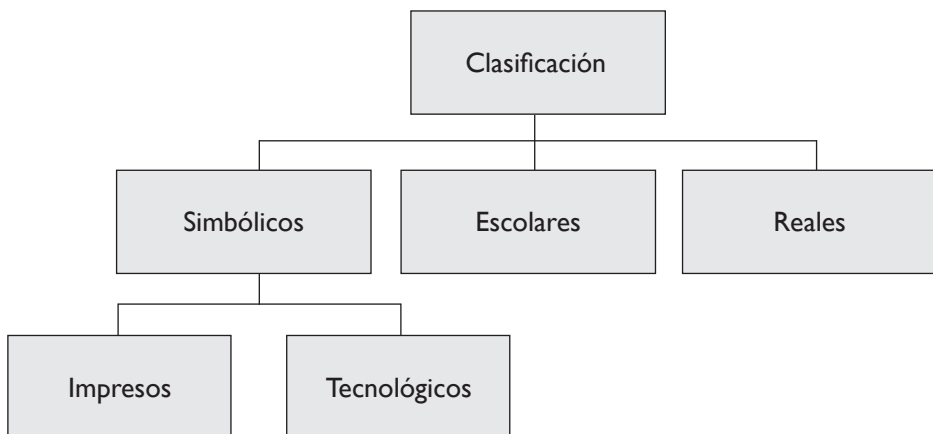 Clasificación
Simbólicos
Escolares
Reales
Impresos
Tecnológicos